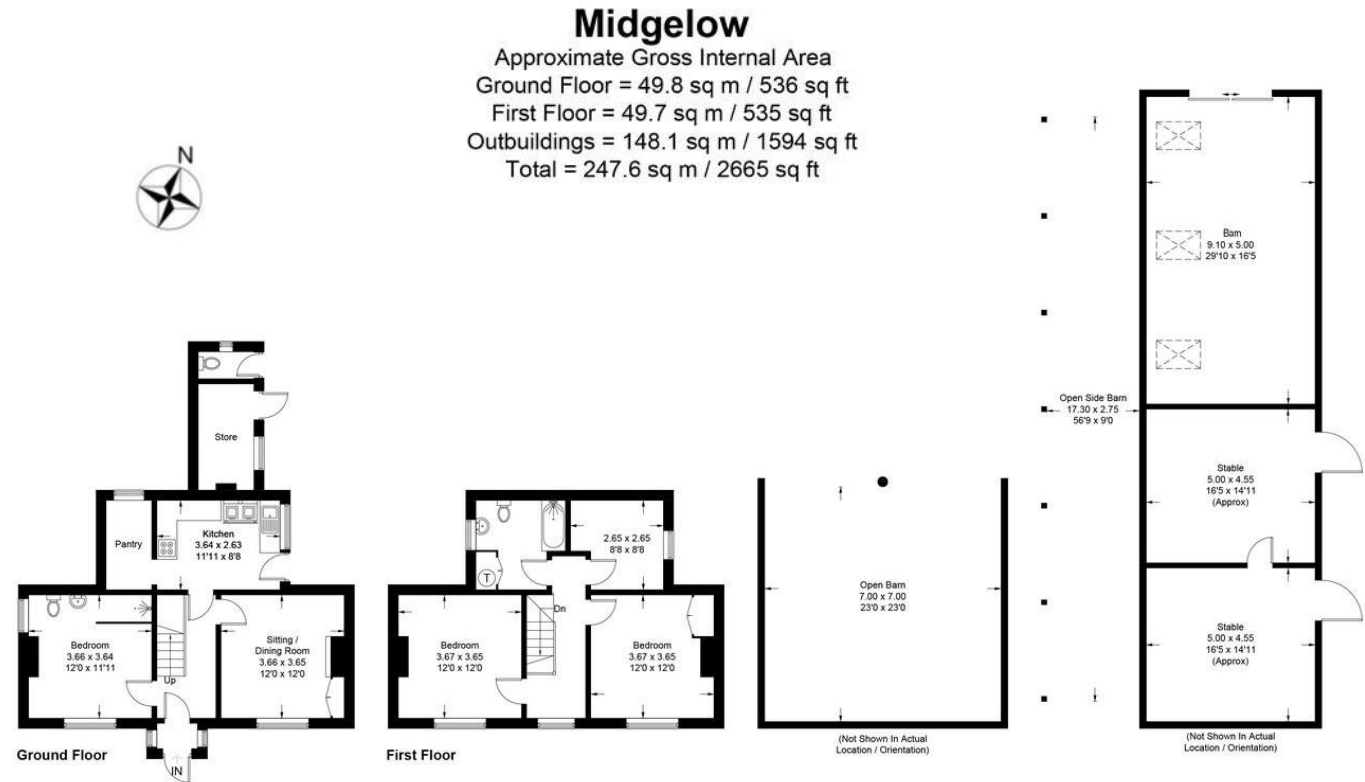 Midgelow
Approximate Gross Internal Area
Ground Floor = 49.8 sq m / 536 sq ft
First Floor = 49.7 sq m / 535 sq ft
Outbuildings = 148.1 sq m / 1594 sq ft
Total = 247.6 sq m / 2665 sq ft
N
Store
Pantry
Kitchen
3.64 x 2.63
11'11 x 8'8
Bedroom
3.66 x 3.64
12'0 x 11'11
Up
Sitting /
Dining Room
3.66 x 3.65
12'0 x 12'0
IN
Ground Floor
T
2.65 x 2.65
8'8 x 8'8
Dn
Bedroom
3.67 x 3.65
12'0 x 12'0
Bedroom
3.67 x 3.65
12'0 x 12'0
First Floor
Open Barn
7.00 x 7.00
23'0 x 23'0
(Not Shown In Actual
Location / Orientation)
Open Side Barn
17.30 x 2.75
56'9 x 9'0
Barn
9.10 x 5.00
29'10 x 16'5
Stable
5.00 x 4.55
16'5 x 14'11
(Approx)
Stable
5.00 x 4.55
16'5 x 14'11
(Approx)
(Not Shown In Actual
Location / Orientation)